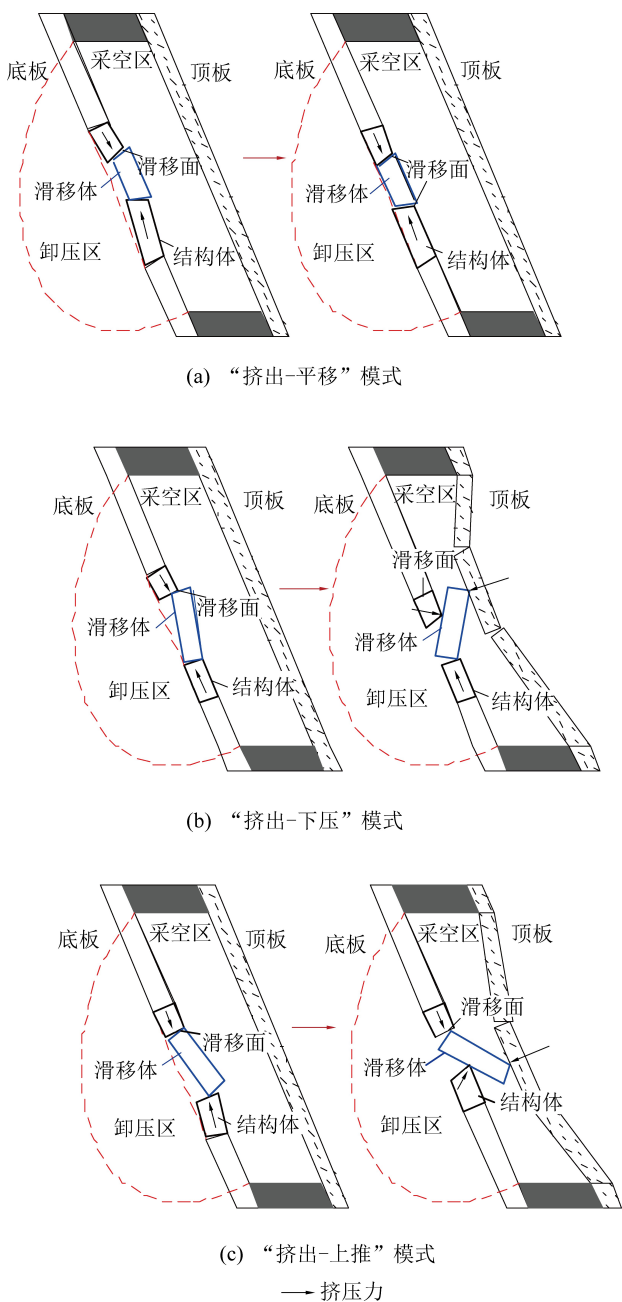 采空区
底板
顶板
滑移面
滑移体
卸压区
结构体
采空区
底板
顶板
滑移面
滑移体
卸压区
结构体
(a) “挤出-平移”模式
采空区
底板
顶板
滑移面
滑移体
结构体
卸压区
采空区
底板
顶板
滑移面
滑移体
卸压区
结构体
(b) “挤出-下压”模式
采空区
底板
顶板
滑移面
滑移体
卸压区
结构体
采空区
顶板
底板
滑移面
滑移体
结构体
卸压区
(c) “挤出-上推”模式
挤压力